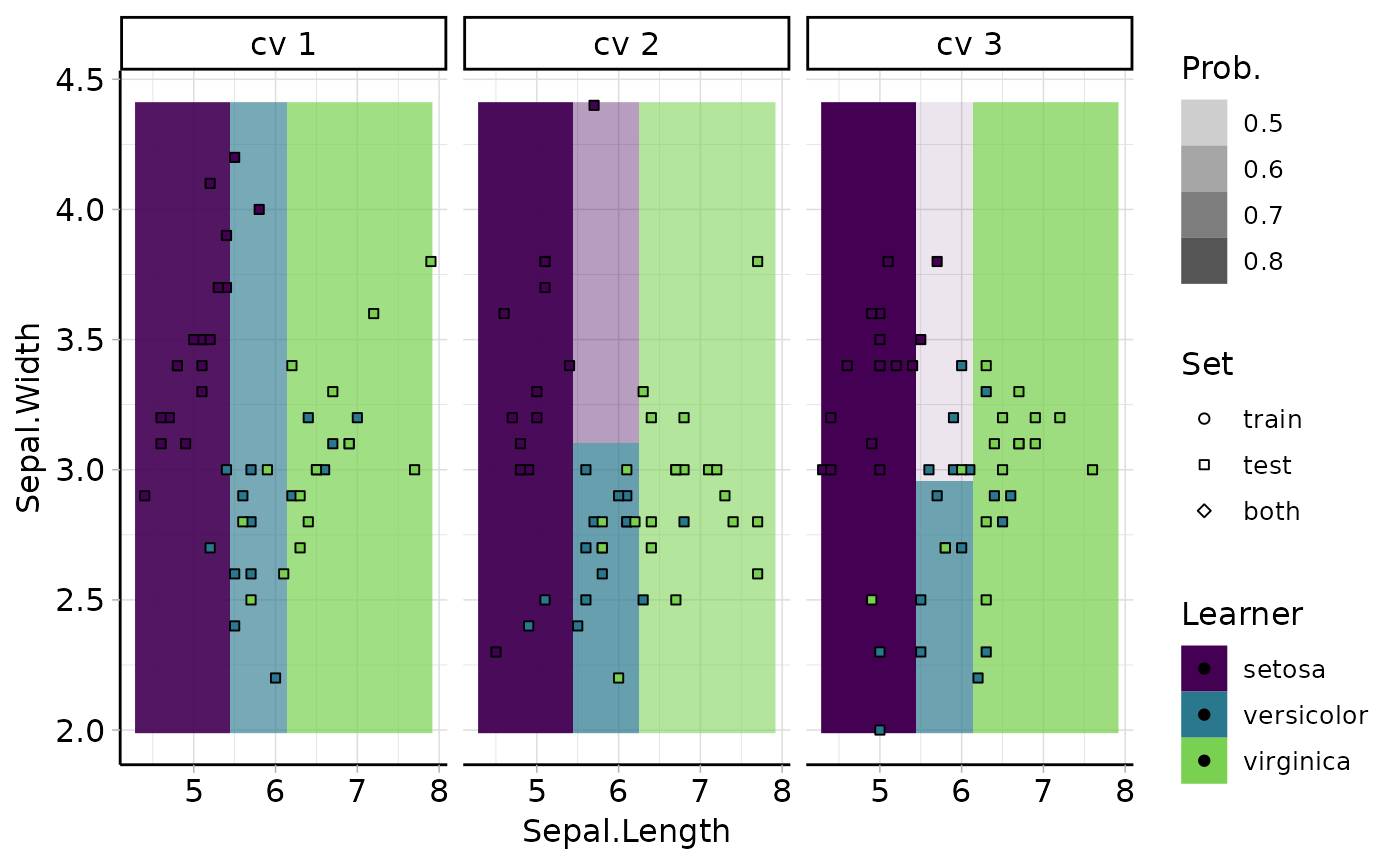 cv 1
cv 2
cv 3
4.5
4.0
3.5
3.0
2.5
2.0
Sepal.Width
5 6 7 8
5 6 7 8
5 6 7 8
Sepal.Length
Prob.
0.5
0.6
0.7
0.8
Set
train
test
both
Learner
setosa
versicolor
virginica